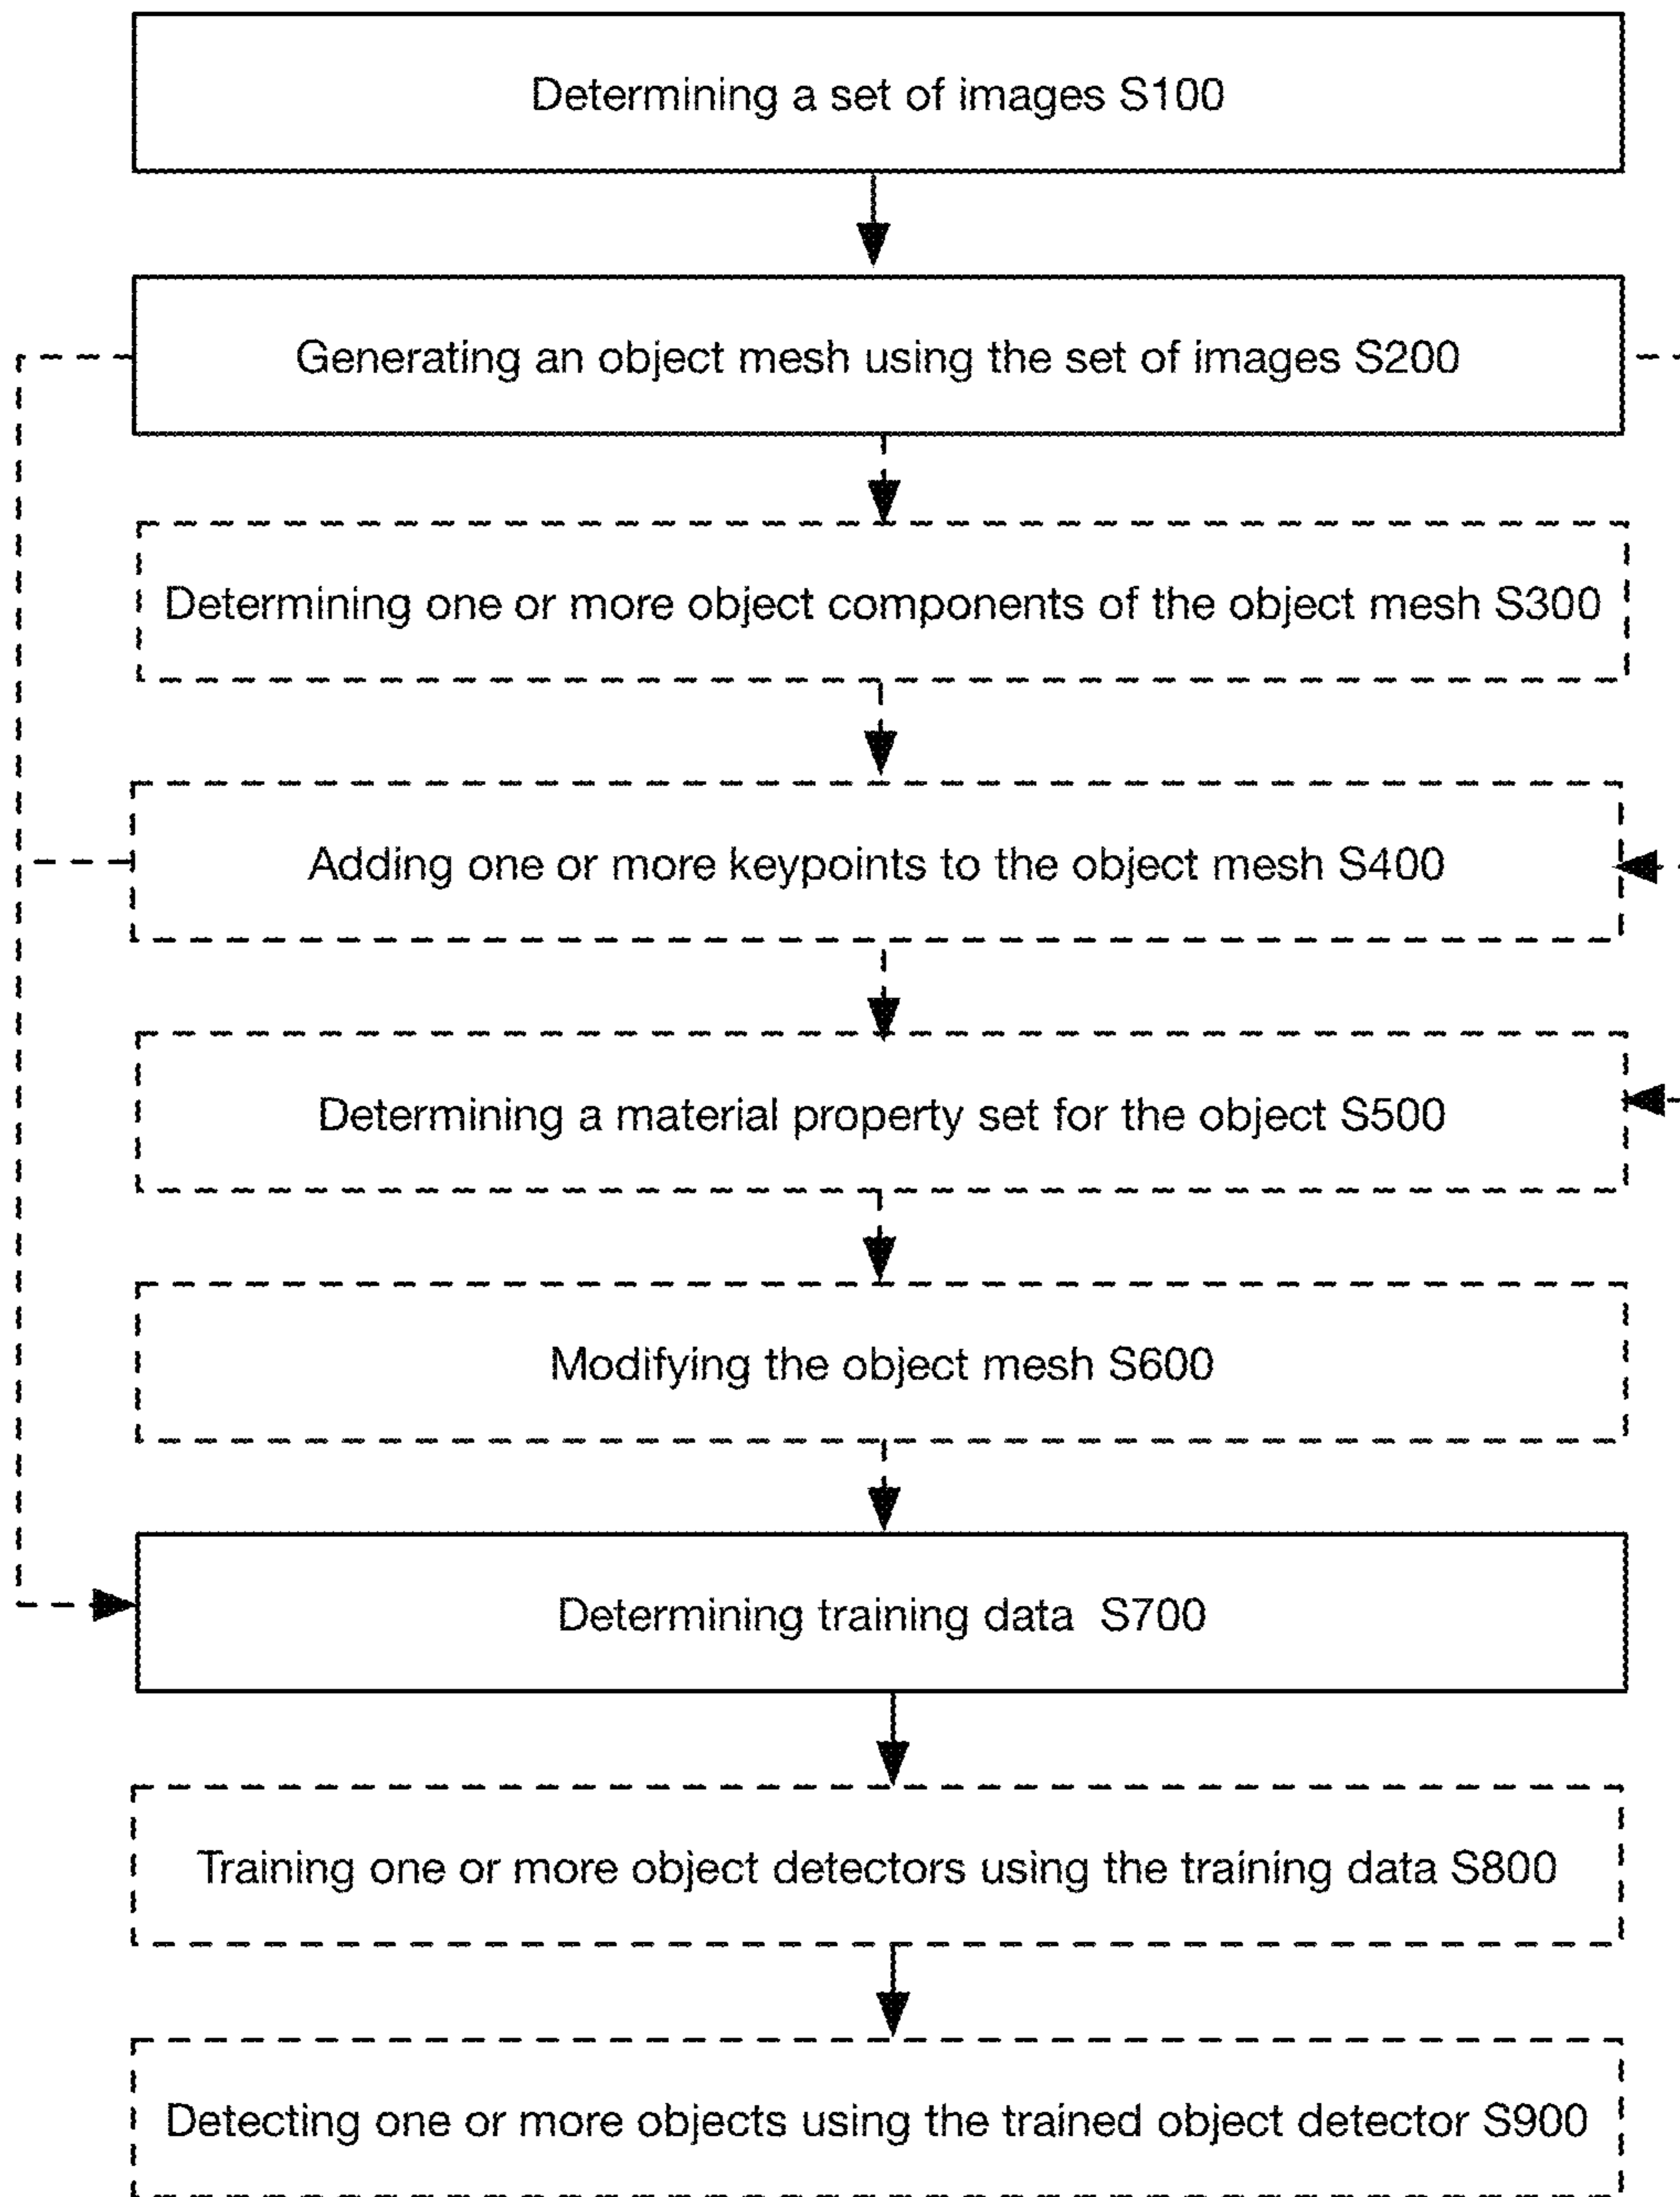 Determining a set of images S100
Generating an object mesh using the set of images S200
Determining one or more object components of the object mesh S300
Adding one or more keypoints to the object mesh S400
Determining a material property set for the object S500
Modifying the object mesh S600
Determining training data S700
Training one or more object detectors using the training data S800
Detecting one or more objects using the trained object detector S900